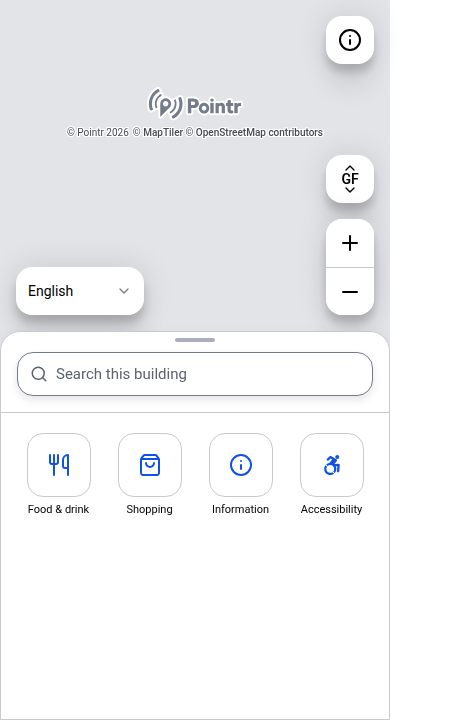 Pointr
© Pointr 2026 © MapTiler © OpenStreetMap contributors
GF
English
Search this building
Food & drink
Shopping
Information
Accessibility